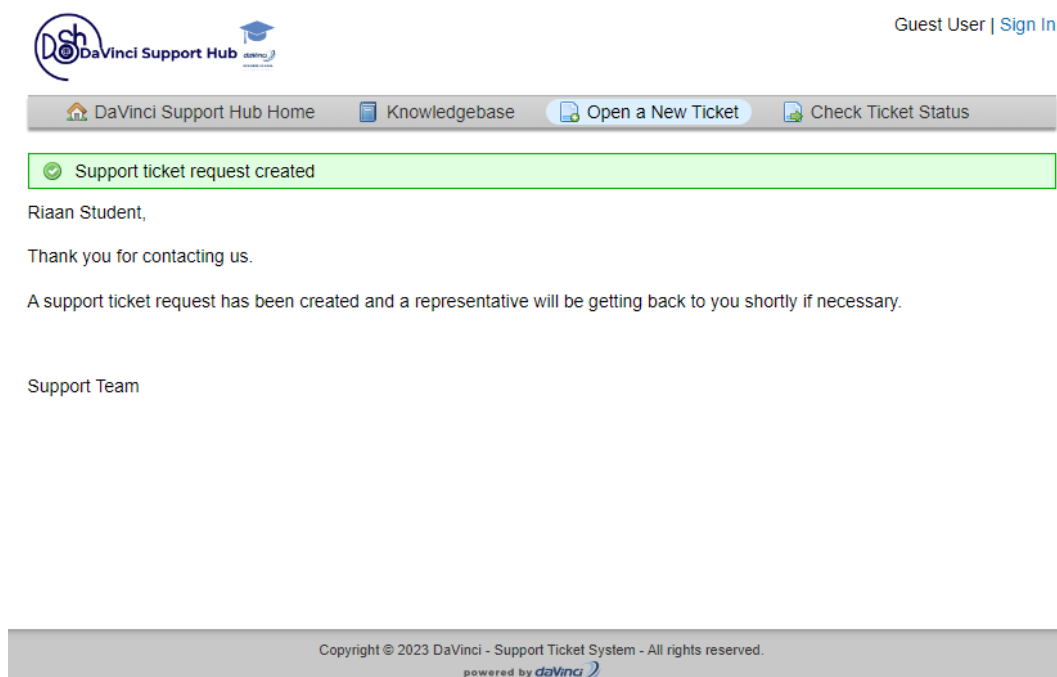 Guest User | Sign In
DSh
@DaVinci Support Hub
DaVinci Support Hub Home Knowledgebase Open a New Ticket Check Ticket Status
Support ticket request created
Riaan Student,
Thank you for contacting us.
A support ticket request has been created and a representative will be getting back to you shortly if necessary.
Support Team
Copyright © 2023 DaVinci - Support Ticket System - All rights reserved.
powered by daVinci